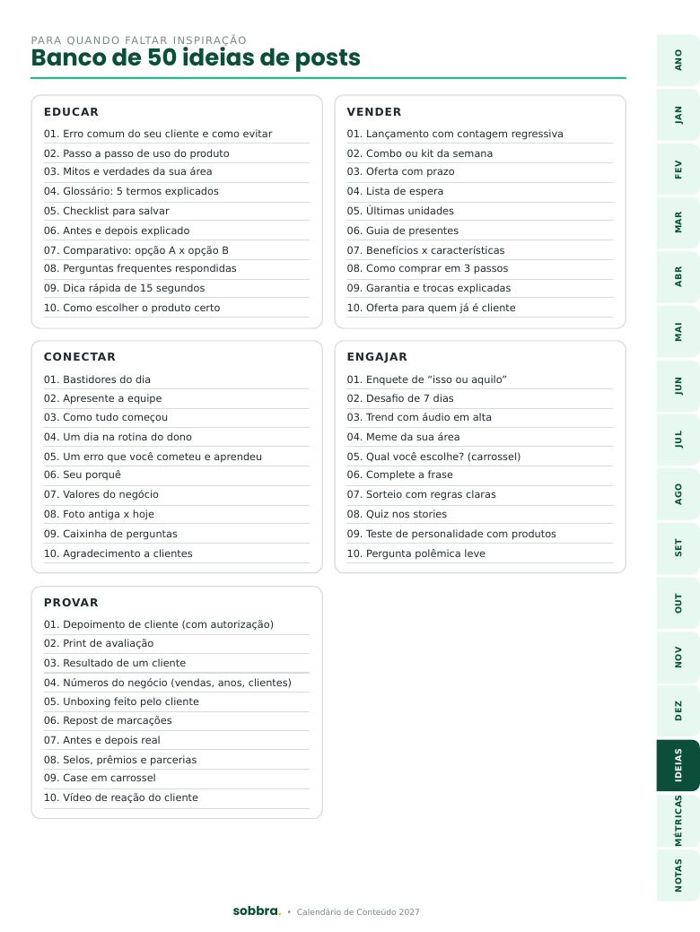 PARA QUANDO FALTAR INSPIRAÇÃO
Banco de 50 ideias de posts
EDUCAR
01. Erro comum do seu cliente e como evitar
02. Passo a passo de uso do produto
03. Mitos e verdades da sua área
04. Glossário: 5 termos explicados
05. Checklist para salvar
06. Antes e depois explicado
07. Comparativo: opção A x opção B
08. Perguntas frequentes respondidas
09. Dica rápida de 15 segundos
10. Como escolher o produto certo
VENDER
01. Lançamento com contagem regressiva
02. Combo ou kit da semana
03. Oferta com prazo
04. Lista de espera
05. Últimas unidades
06. Guia de presentes
07. Benefícios x características
08. Como comprar em 3 passos
09. Garantia e trocas explicadas
10. Oferta para quem já é cliente
CONECTAR
01. Bastidores do dia
02. Apresente a equipe
03. Como tudo começou
04. Um dia na rotina do dono
05. Um erro que você cometeu e aprendeu
06. Seu porquê
07. Valores do negócio
08. Foto antiga x hoje
09. Caixinha de perguntas
10. Agradecimento a clientes
ENGAJAR
01. Enquete de “isso ou aquilo”
02. Desafio de 7 dias
03. Trend com áudio em alta
04. Meme da sua área
05. Qual você escolhe? (carrossel)
06. Complete a frase
07. Sorteio com regras claras
08. Quiz nos stories
09. Teste de personalidade com produtos
10. Pergunta polêmica leve
PROVAR
01. Depoimento de cliente (com autorização)
02. Print de avaliação
03. Resultado de um cliente
04. Números do negócio (vendas, anos, clientes)
05. Unboxing feito pelo cliente
06. Repost de marcações
07. Antes e depois real
08. Selos, prêmios e parcerias
09. Case em carrossel
10. Vídeo de reação do cliente
ANO
JAN
FEV
MAR
ABR
MAI
JUN
JUL
AGO
SET
OUT
NOV
DEZ
IDEIAS
MÉTRICAS
NOTAS
sobbra. • Calendário de Conteúdo 2027